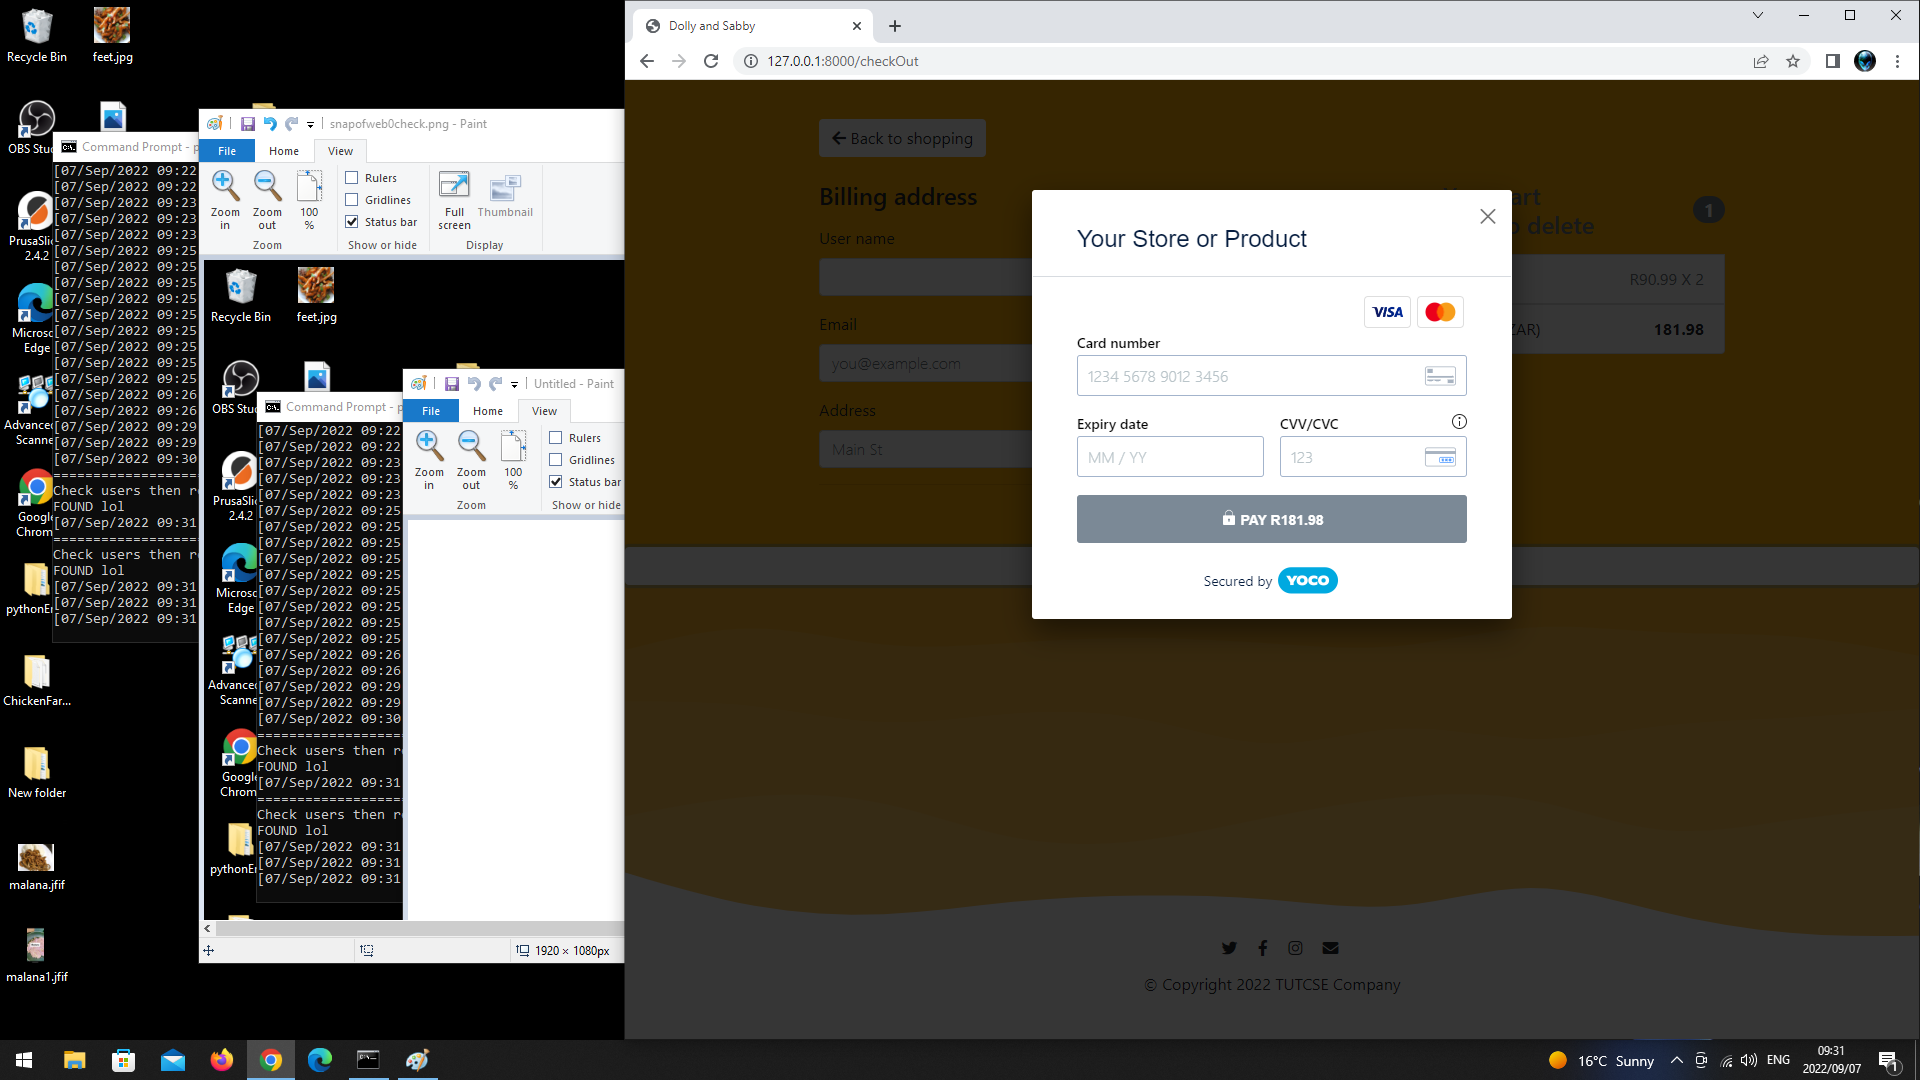 Recycle Bin
feet.jpg
OBS Stu
PrusaSlic
2.4.2
Micros
Edge
Advance
Scanne
Google
Chrom
pythonEn
ChickenFar...
New folder
malana.jfif
malana1.jfif
Command Prompt - p
[07/Sep/2022 09:22
[07/Sep/2022 09:22
[07/Sep/2022 09:23
[07/Sep/2022 09:23
[07/Sep/2022 09:23
[07/Sep/2022 09:25
[07/Sep/2022 09:25
[07/Sep/2022 09:25
[07/Sep/2022 09:25
[07/Sep/2022 09:25
[07/Sep/2022 09:25
[07/Sep/2022 09:25
[07/Sep/2022 09:25
[07/Sep/2022 09:25
[07/Sep/2022 09:26
[07/Sep/2022 09:26
[07/Sep/2022 09:29
[07/Sep/2022 09:29
[07/Sep/2022 09:30
==================
Check users then r
FOUND lol
[07/Sep/2022 09:31
==================
Check users then r
FOUND lol
[07/Sep/2022 09:31
[07/Sep/2022 09:31
[07/Sep/2022 09:31
snapofweb0check.png - Paint
File Home View
Zoom in
Zoom out
100 %
Rulers
Gridlines
Status bar
Full screen
Thumbnail
Zoom
Show or hide
Display
Recycle Bin
feet.jpg
OBS Stu
PrusaSlic
2.4.2
Micros
Edge
Advance
Scanne
Google
Chrom
pythonEn
Command Prompt - p
[07/Sep/2022 09:22
[07/Sep/2022 09:22
[07/Sep/2022 09:23
[07/Sep/2022 09:23
[07/Sep/2022 09:23
[07/Sep/2022 09:25
[07/Sep/2022 09:25
[07/Sep/2022 09:25
[07/Sep/2022 09:25
[07/Sep/2022 09:25
[07/Sep/2022 09:25
[07/Sep/2022 09:25
[07/Sep/2022 09:25
[07/Sep/2022 09:25
[07/Sep/2022 09:26
[07/Sep/2022 09:26
[07/Sep/2022 09:29
[07/Sep/2022 09:29
[07/Sep/2022 09:30
==================
Check users then r
FOUND lol
[07/Sep/2022 09:31
==================
Check users then r
FOUND lol
[07/Sep/2022 09:31
[07/Sep/2022 09:31
[07/Sep/2022 09:31
Untitled - Paint
File Home View
Zoom in
Zoom out
100 %
Rulers
Gridlines
Status bar
Zoom
Show or hide
1920 × 1080px
Dolly and Sabby
127.0.0.1:8000/checkOut
Back to shopping
Billing address
User name
Email
you@example.com
Address
Main St
art
o delete
1
R90.99 X 2
ZAR)
181.98
Your Store or Product
VISA
Card number
1234 5678 9012 3456
Expiry date
MM / YY
CVV/CVC
123
PAY R181.98
Secured by YOCO
© Copyright 2022 TUTCSE Company
16°C Sunny
ENG
09:31
2022/09/07
1